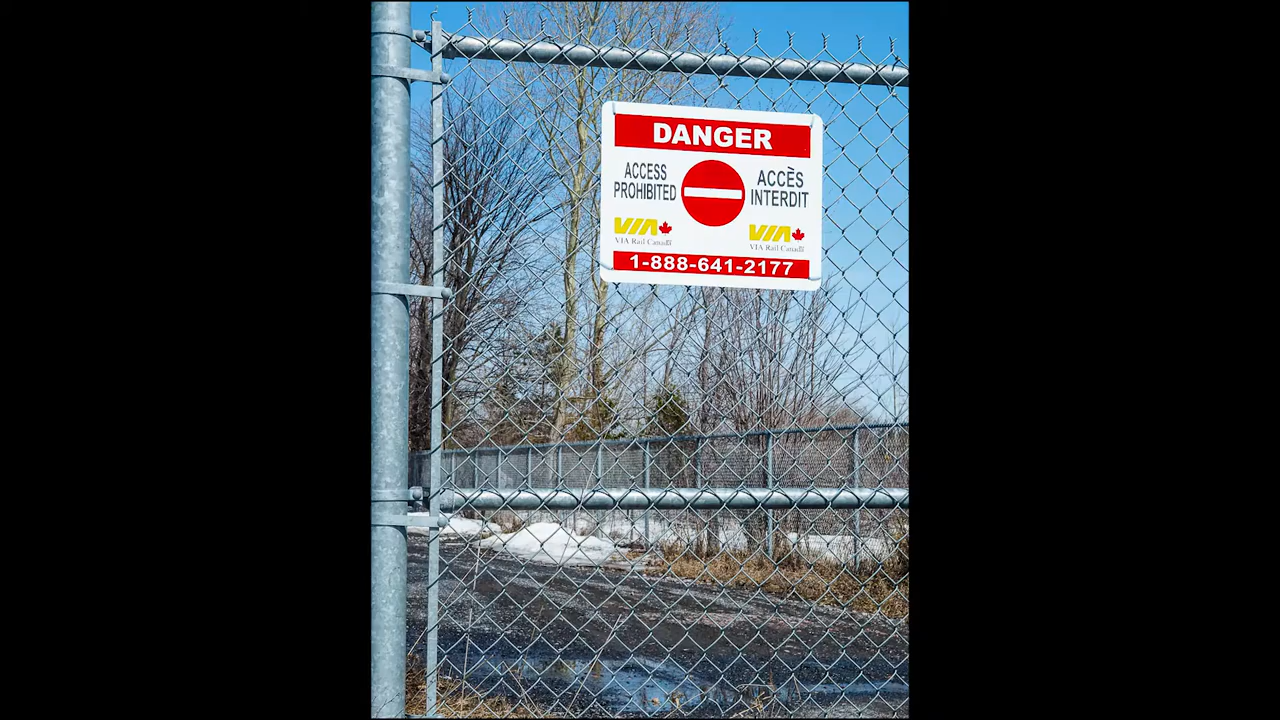 DANGER
ACCESS
PROHIBITED
ACCÈS
INTERDIT
VIA
VIA Rail Canada
VIA
VIA Rail Canada
1-888-641-2177